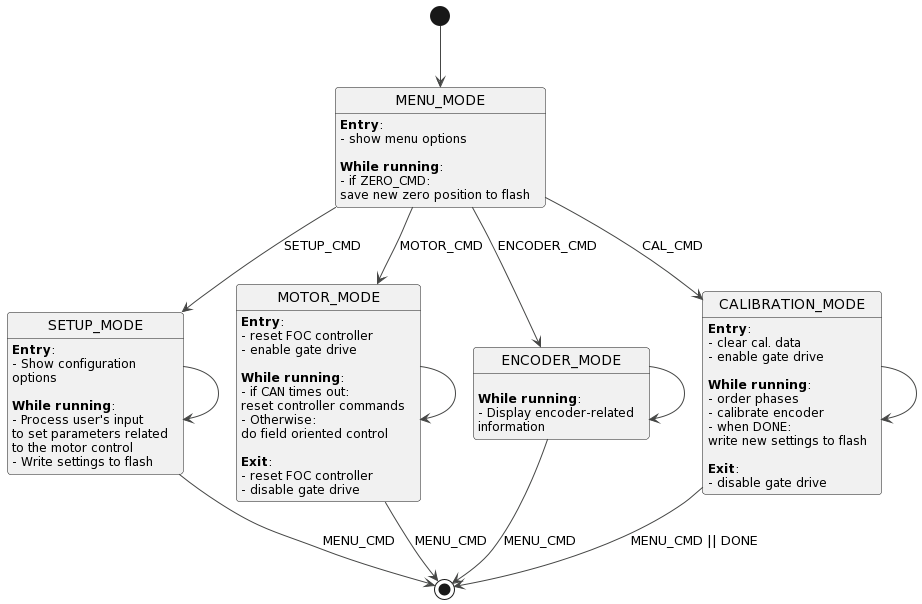 MENU_MODE
Entry:
- show menu options
While running:
- if ZERO_CMD:
save new zero position to flash
SETUP_CMD
MOTOR_CMD
ENCODER_CMD
CAL_CMD
SETUP_MODE
Entry:
- Show configuration
options
While running:
- Process user's input
to set parameters related
to the motor control
- Write settings to flash
MOTOR_MODE
Entry:
- reset FOC controller
- enable gate drive
While running:
- if CAN times out:
reset controller commands
- Otherwise:
do field oriented control
Exit:
- reset FOC controller
- disable gate drive
ENCODER_MODE
While running:
- Display encoder-related
information
CALIBRATION_MODE
Entry:
- clear cal. data
- enable gate drive
While running:
- order phases
- calibrate encoder
- when DONE:
write new settings to flash
Exit:
- disable gate drive
MENU_CMD
MENU_CMD
MENU_CMD
MENU_CMD || DONE